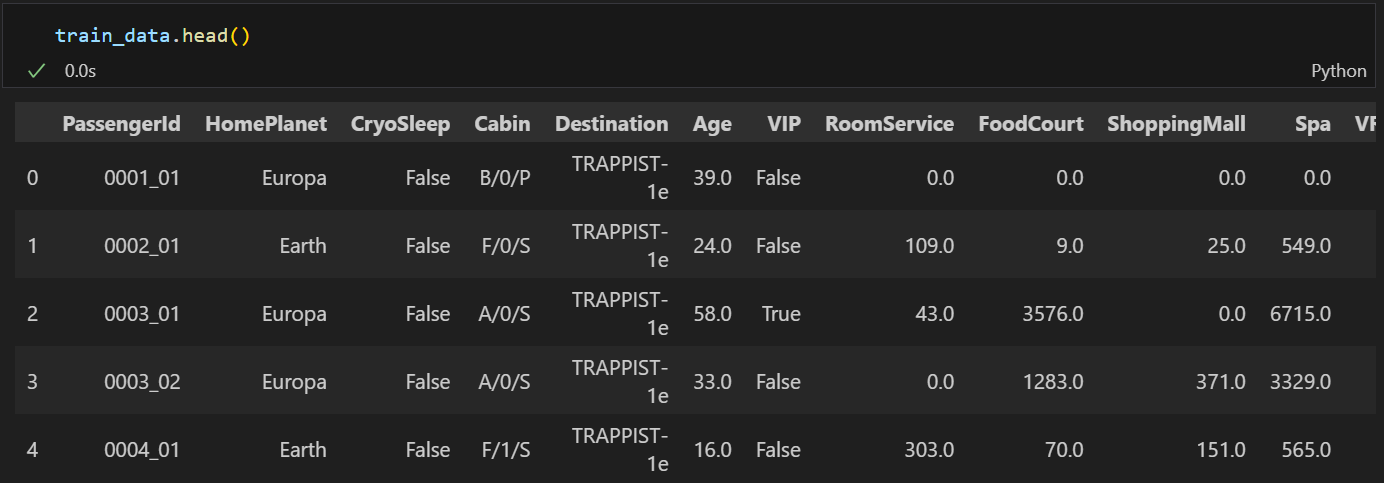 train_data.head()
0.0s Python
PassengerId HomePlanet CryoSleep Cabin Destination Age VIP RoomService FoodCourt ShoppingMall Spa VR
0 0001_01 Europa False B/0/P TRAPPIST-1e 39.0 False 0.0 0.0 0.0 0.0
1 0002_01 Earth False F/0/S TRAPPIST-1e 24.0 False 109.0 9.0 25.0 549.0
2 0003_01 Europa False A/0/S TRAPPIST-1e 58.0 True 43.0 3576.0 0.0 6715.0
3 0003_02 Europa False A/0/S TRAPPIST-1e 33.0 False 0.0 1283.0 371.0 3329.0
4 0004_01 Earth False F/1/S TRAPPIST-1e 16.0 False 303.0 70.0 151.0 565.0